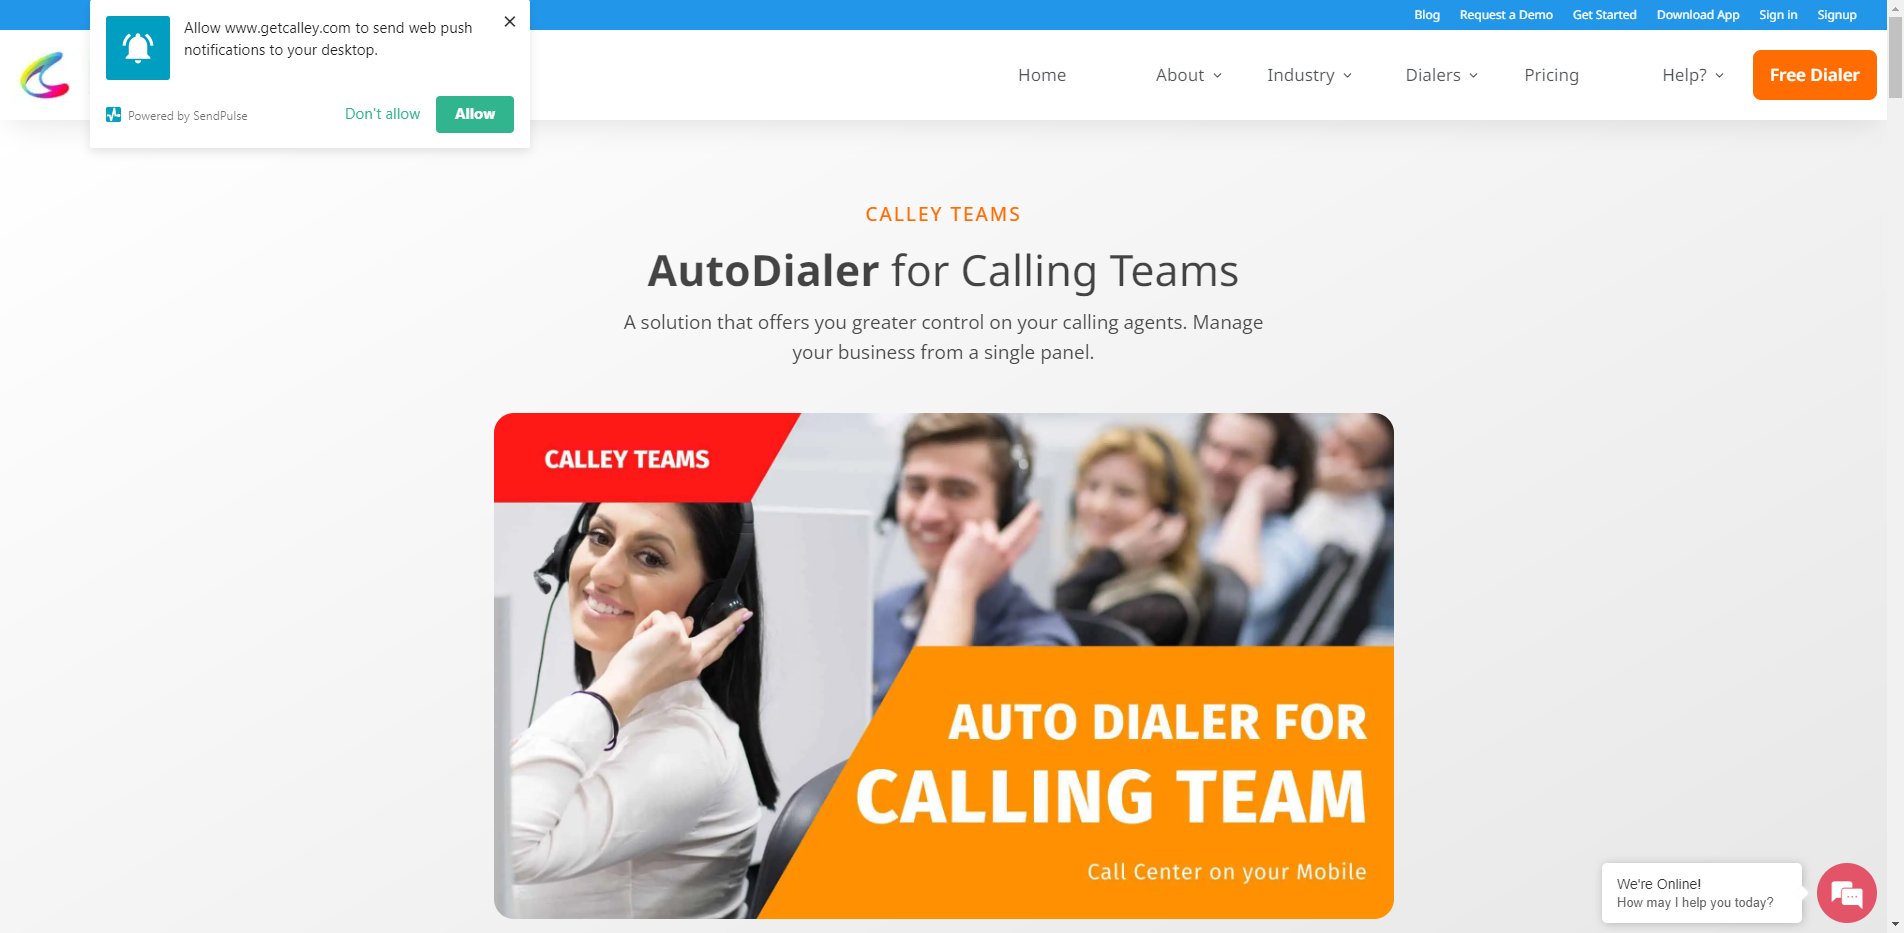 Allow www.getcalley.com to send web push
notifications to your desktop.
Powered by SendPulse
Don't allow
Allow
Blog
Request a Demo
Get Started
Download App
Sign in
Signup
Home
About
Industry
Dialers
Pricing
Help?
Free Dialer
CALLEY TEAMS
AutoDialer for Calling Teams
A solution that offers you greater control on your calling agents. Manage
your business from a single panel.
CALLEY TEAMS
AUTO DIALER FOR
CALLING TEAM
Call Center on your Mobile
We're Online!
How may I help you today?